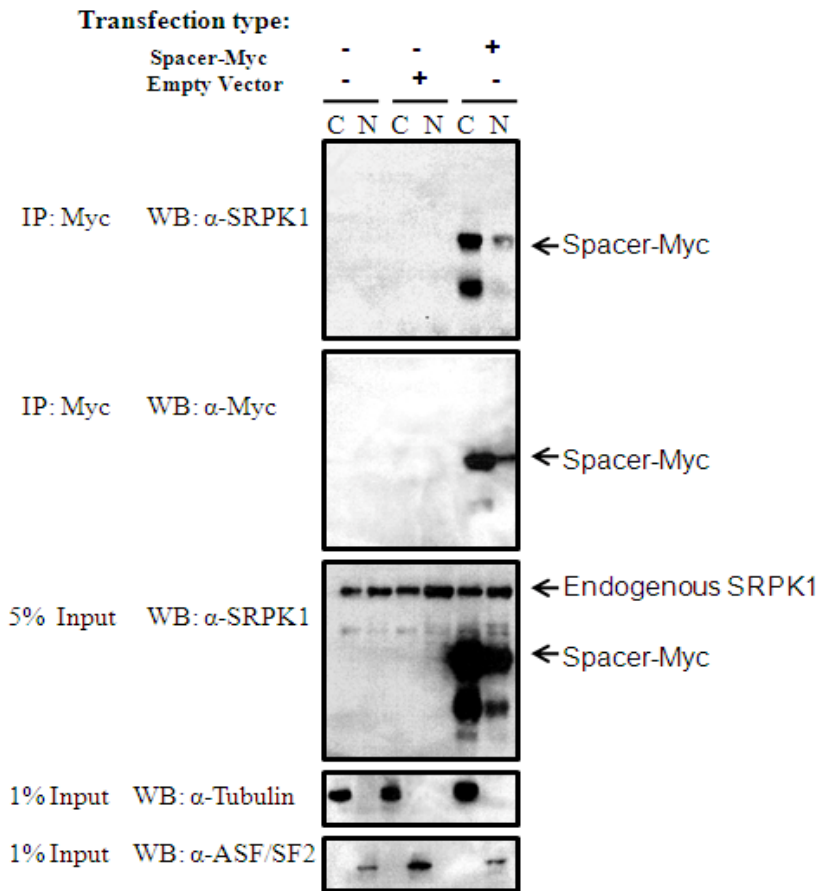 Transfection type:
Spacer-Myc - - +
Empty Vector - + -
C N C N C N
IP: Myc WB: α-SRPK1
Spacer-Myc
IP: Myc WB: α-Myc
Spacer-Myc
Endogenous SRPK1
5% Input WB: α-SRPK1
Spacer-Myc
1% Input WB: α-Tubulin
1% Input WB: α-ASF/SF2